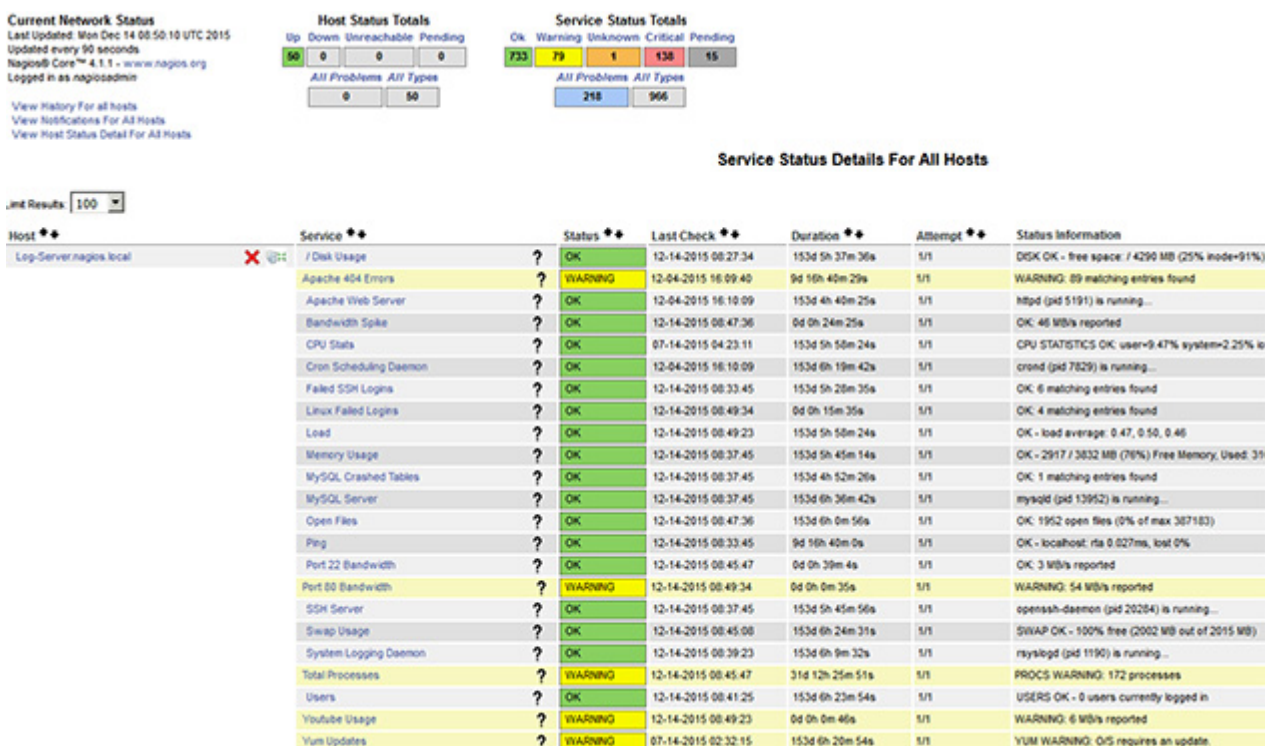 Current Network Status
Last Updated: Mon Dec 14 08:50:10 UTC 2015
Updated every 90 seconds
Nagios® Core™ 4.1.1 - www.nagios.org
Logged in as nagiosadmin
View History For all hosts
View Notifications For All Hosts
View Host Status Detail For All Hosts
Host Status Totals
Up Down Unreachable Pending
50 0 0 0
All Problems All Types
0 50
Service Status Totals
Ok Warning Unknown Critical Pending
733 79 1 138 15
All Problems All Types
218 966
Service Status Details For All Hosts
Limit Results: 100
Host Service Status Last Check Duration Attempt Status Information
Log-Server.nagios.local / Disk Usage ? OK 12-14-2015 08:27:34 153d 5h 37m 36s 1/1 DISK OK - free space: / 4290 MB (25% inode=91%)
Apache 404 Errors ? WARNING 12-04-2015 16:09:40 9d 16h 40m 29s 1/1 WARNING: 89 matching entries found
Apache Web Server ? OK 12-04-2015 16:10:09 153d 4h 40m 25s 1/1 httpd (pid 5191) is running...
Bandwidth Spike ? OK 12-14-2015 08:47:36 0d 0h 24m 25s 1/1 OK: 46 MB/s reported
CPU Stats ? OK 07-14-2015 04:23:11 153d 5h 58m 24s 1/1 CPU STATISTICS OK: user=9.47% system=2.25%
Cron Scheduling Daemon ? OK 12-04-2015 16:10:09 153d 6h 19m 42s 1/1 crond (pid 7829) is running...
Failed SSH Logins ? OK 12-14-2015 08:33:45 153d 5h 28m 35s 1/1 OK: 6 matching entries found
Linux Failed Logins ? OK 12-14-2015 08:49:34 0d 0h 15m 35s 1/1 OK: 4 matching entries found
Load ? OK 12-14-2015 08:49:23 153d 5h 58m 24s 1/1 OK - load average: 0.47, 0.50, 0.46
Memory Usage ? OK 12-14-2015 08:37:45 153d 5h 45m 14s 1/1 OK - 2917 / 3832 MB (76%) Free Memory, Used: 31
MySQL Crashed Tables ? OK 12-14-2015 08:37:45 153d 4h 52m 26s 1/1 OK: 1 matching entries found
MySQL Server ? OK 12-14-2015 08:37:45 153d 6h 36m 42s 1/1 mysqld (pid 13952) is running...
Open Files ? OK 12-14-2015 08:47:36 153d 6h 0m 56s 1/1 OK: 1952 open files (0% of max 387183)
Ping ? OK 12-14-2015 08:33:45 9d 16h 40m 0s 1/1 OK - localhost: rta 0.027ms, lost 0%
Port 22 Bandwidth ? OK 12-14-2015 08:45:47 0d 0h 39m 4s 1/1 OK: 3 MB/s reported
Port 80 Bandwidth ? WARNING 12-14-2015 08:49:34 0d 0h 0m 35s 1/1 WARNING: 54 MB/s reported
SSH Server ? OK 12-14-2015 08:37:45 153d 5h 45m 56s 1/1 openssh-daemon (pid 20284) is running...
Swap Usage ? OK 12-14-2015 08:45:08 153d 6h 24m 31s 1/1 SWAP OK - 100% free (2002 MB out of 2015 MB)
System Logging Daemon ? OK 12-14-2015 08:39:23 153d 6h 9m 32s 1/1 rsyslogd (pid 1190) is running...
Total Processes ? WARNING 12-14-2015 08:45:47 31d 12h 25m 51s 1/1 PROCS WARNING: 172 processes
Users ? OK 12-14-2015 08:41:25 153d 6h 23m 54s 1/1 USERS OK - 0 users currently logged in
Youtube Usage ? WARNING 12-14-2015 08:49:23 0d 0h 0m 46s 1/1 WARNING: 6 MB/s reported
Yum Updates ? WARNING 07-14-2015 02:32:15 153d 6h 20m 54s 1/1 YUM WARNING: O/S requires an update.